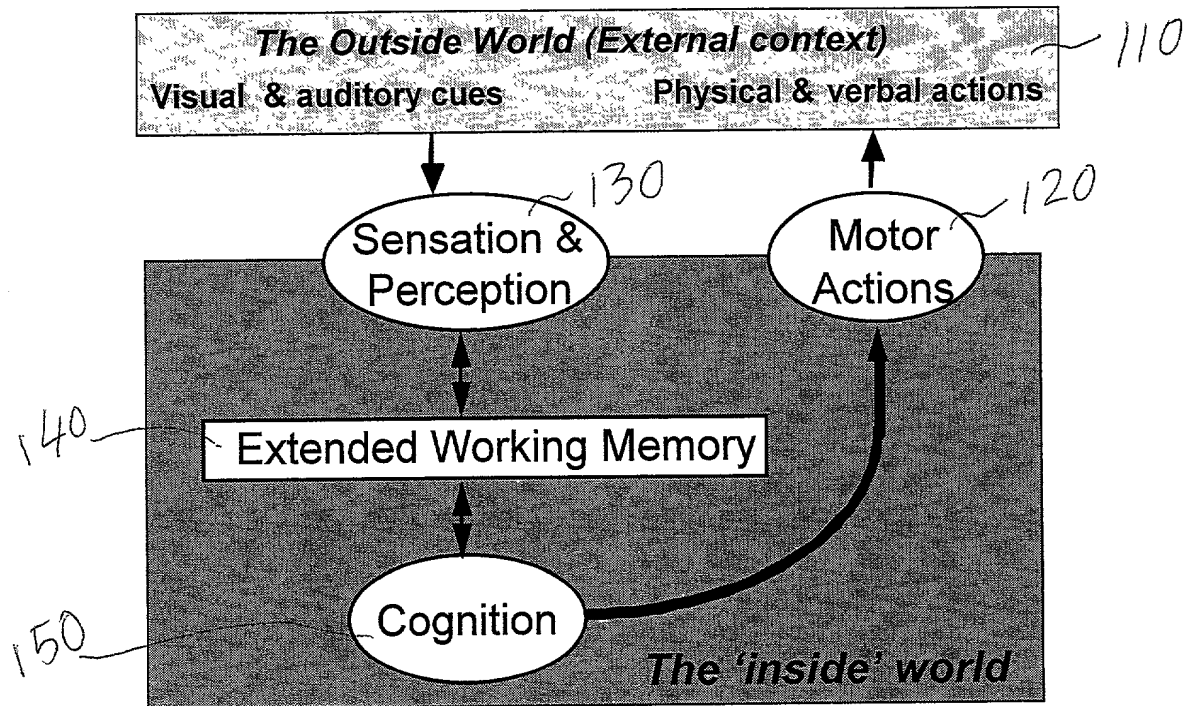 The Outside World (External context)
110
Visual & auditory cues
Physical & verbal actions
130
120
Sensation &
Perception
Motor
Actions
140
Extended Working Memory
150
Cognition
The 'inside' world